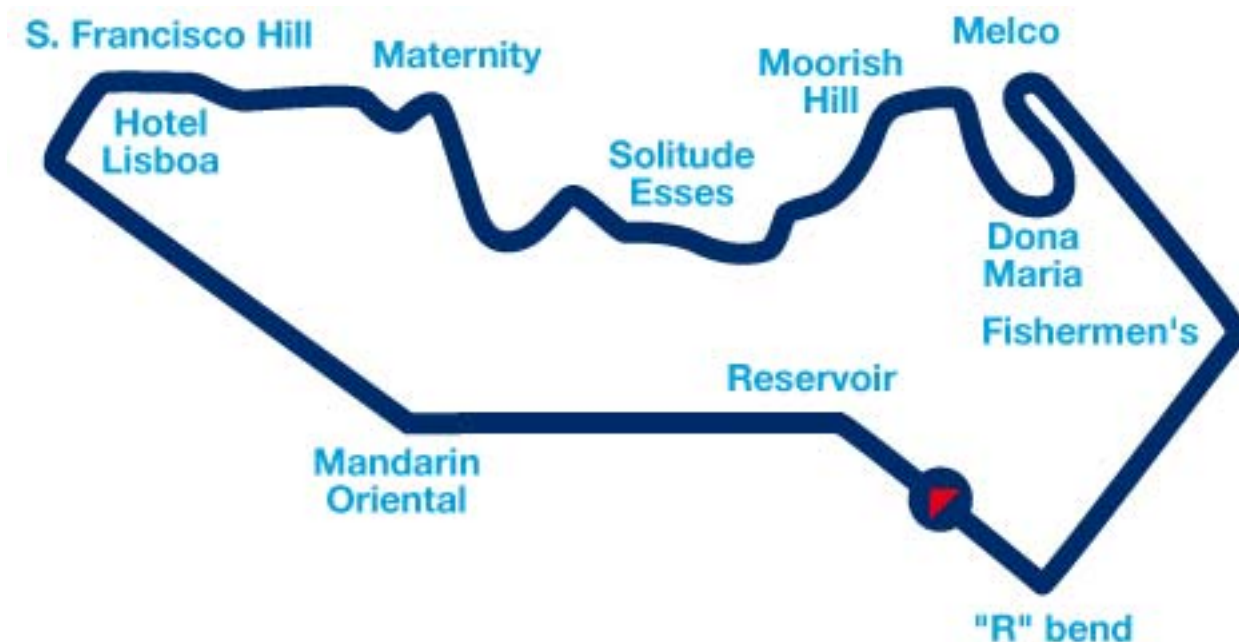 S. Francisco Hill
Maternity
Moorish
Hill
Melco
Hotel
Lisboa
Solitude
Esses
Dona
Maria
Fishermen's
Reservoir
Mandarin
Oriental
"R" bend